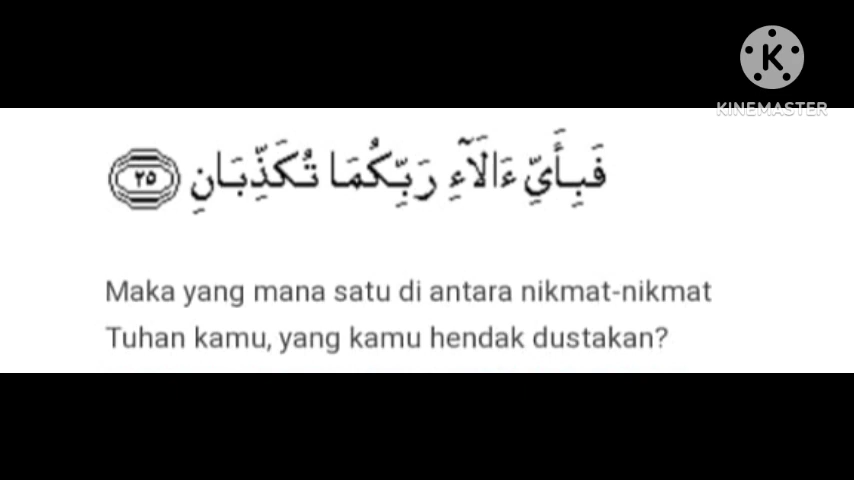 KINEMASTER
فَبِأَيِّ ءَالَآءِ رَبِّكُمَا تُكَذِّبَانِ ٢٥
Maka yang mana satu di antara nikmat-nikmat
Tuhan kamu, yang kamu hendak dustakan?